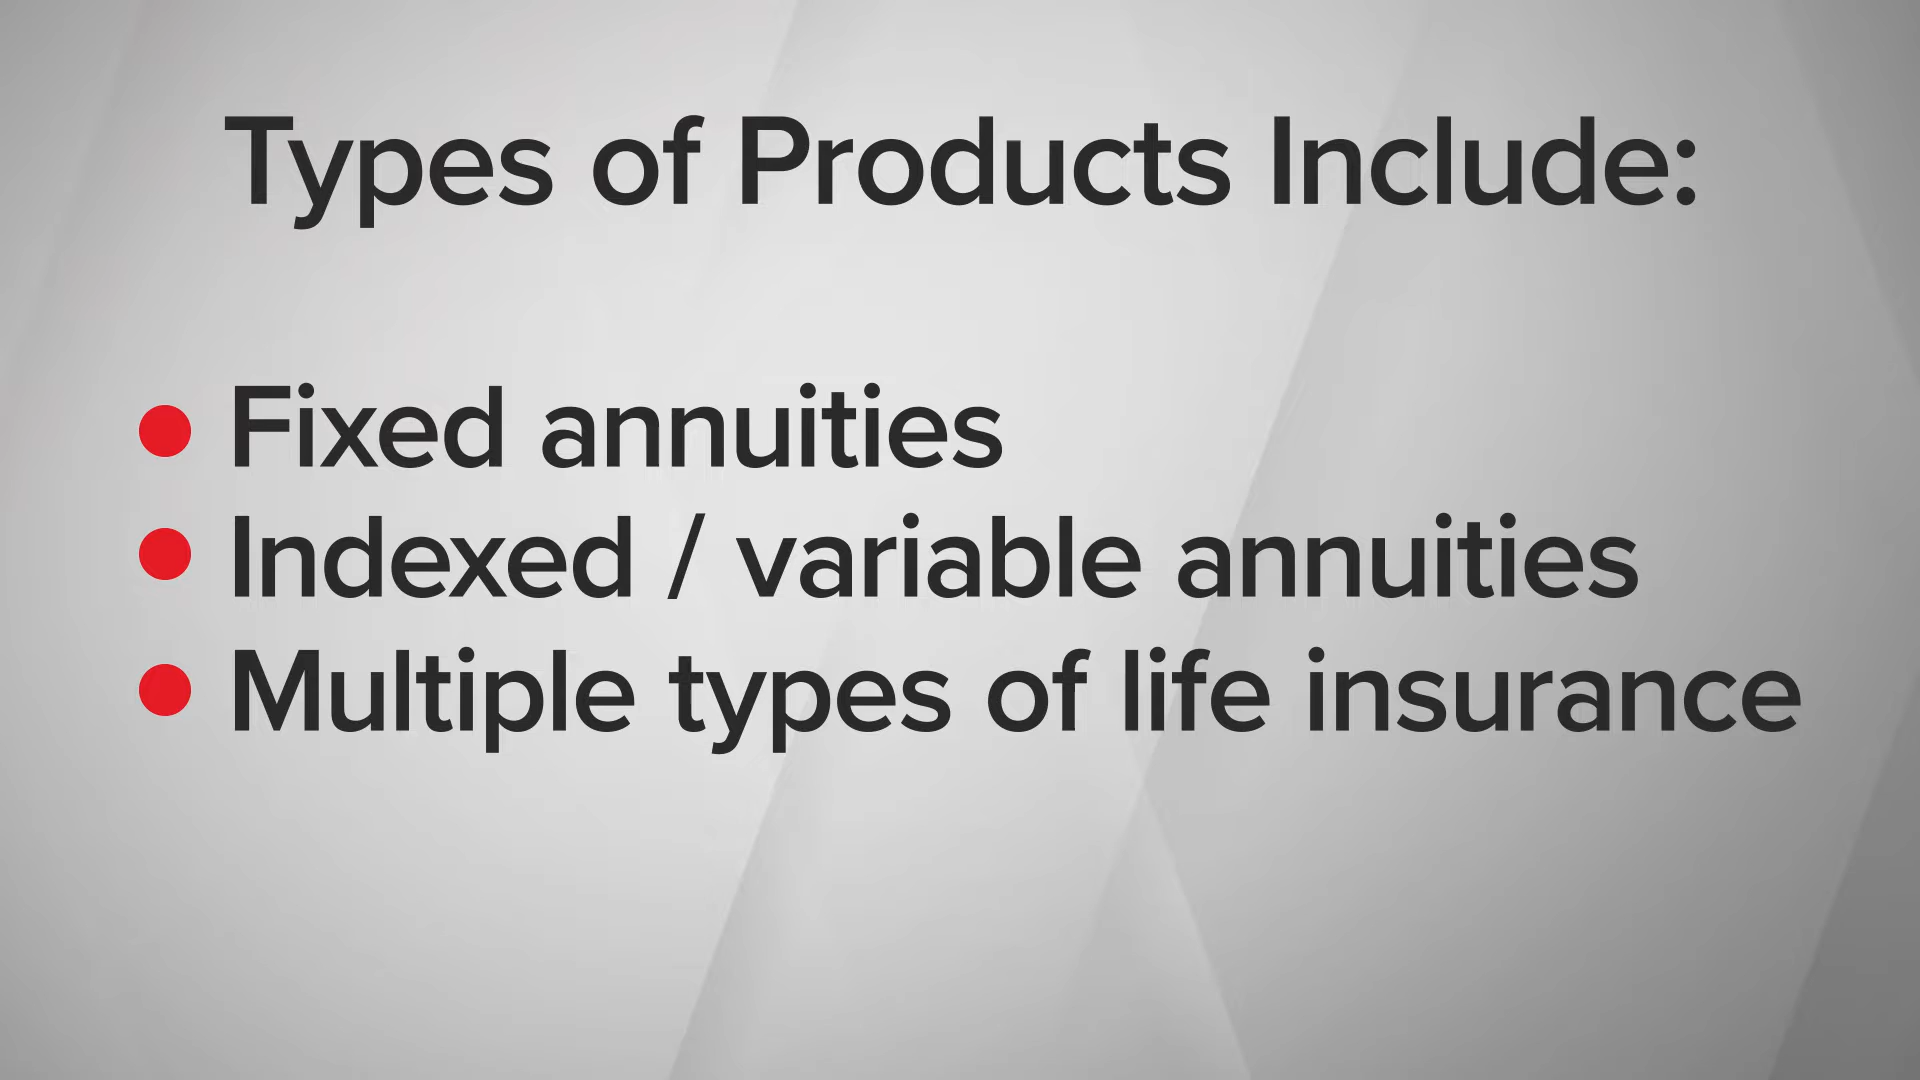 Types of Products Include:
Fixed annuities
Indexed / variable annuities
Multiple types of life insurance